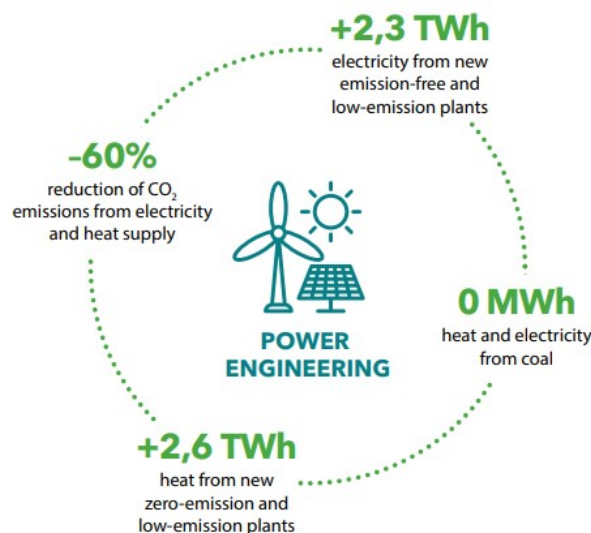 +2,3 TWh
electricity from new
emission-free and
low-emission plants
-60%
reduction of CO₂
emissions from electricity
and heat supply
0 MWh
heat and electricity
from coal
POWER
ENGINEERING
+2,6 TWh
heat from new
zero-emission and
low-emission plants